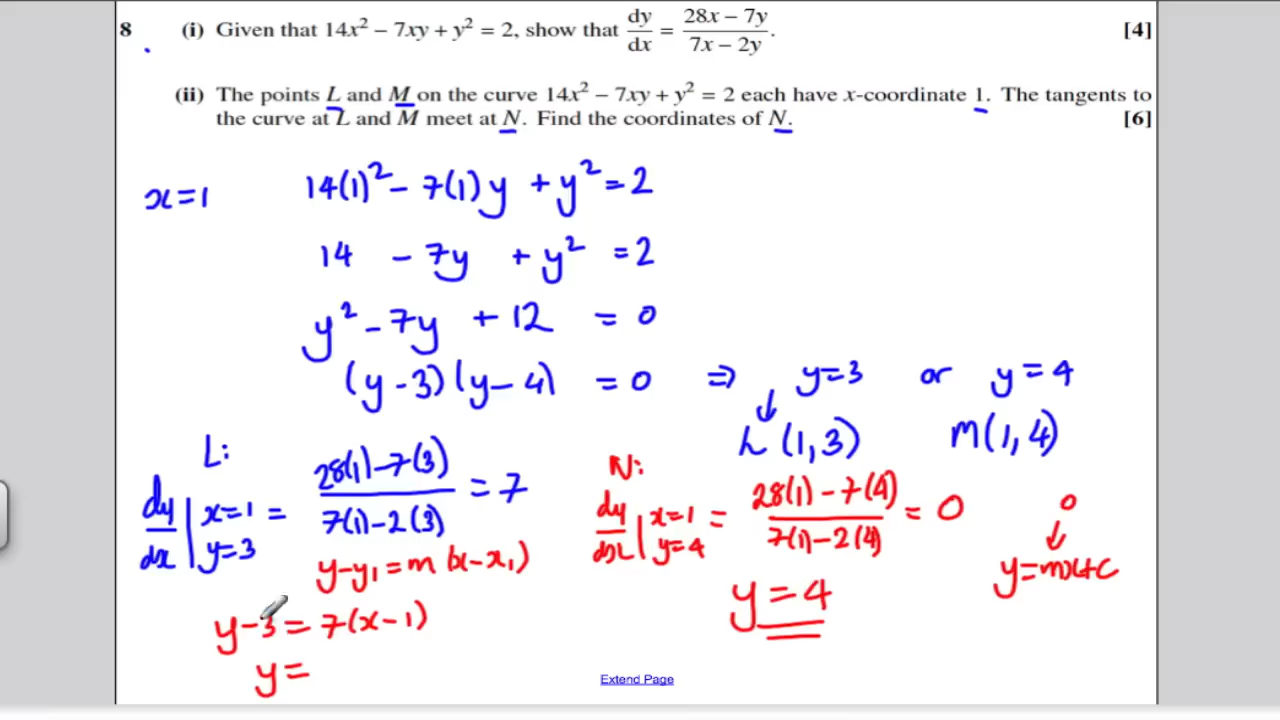 8 (i) Given that 14x² − 7xy + y² = 2, show that dy/dx = (28x − 7y)/(7x − 2y). [4]
(ii) The points L and M on the curve 14x² − 7xy + y² = 2 each have x-coordinate 1. The tangents to
the curve at L and M meet at N. Find the coordinates of N. [6]
x=1 14(1)² − 7(1)y + y² = 2
14 − 7y + y² = 2
y² − 7y + 12 = 0
(y−3)(y−4) = 0 ⇒ y=3 or y=4
↓
L (1,3) M(1,4)
L:
dy/dx | x=1 y=3 = (28(1)−7(3))/(7(1)−2(3)) = 7
y−y₁ = m(x−x₁)
y−3 = 7(x−1)
y=
N:
dy/dx | x=1 y=4 = (28(1)−7(4))/(7(1)−2(4)) = 0
y = 4
0
↓
y=mx+c
Extend Page